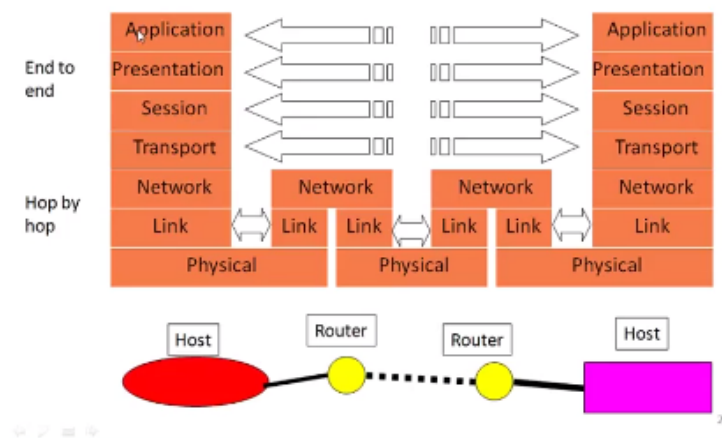 Application Application
End to
end
Presentation Presentation
Session Session
Transport Transport
Hop by
hop
Network Network Network Network
Link Link Link Link Link Link
Physical Physical Physical
Host Router Router Host
2